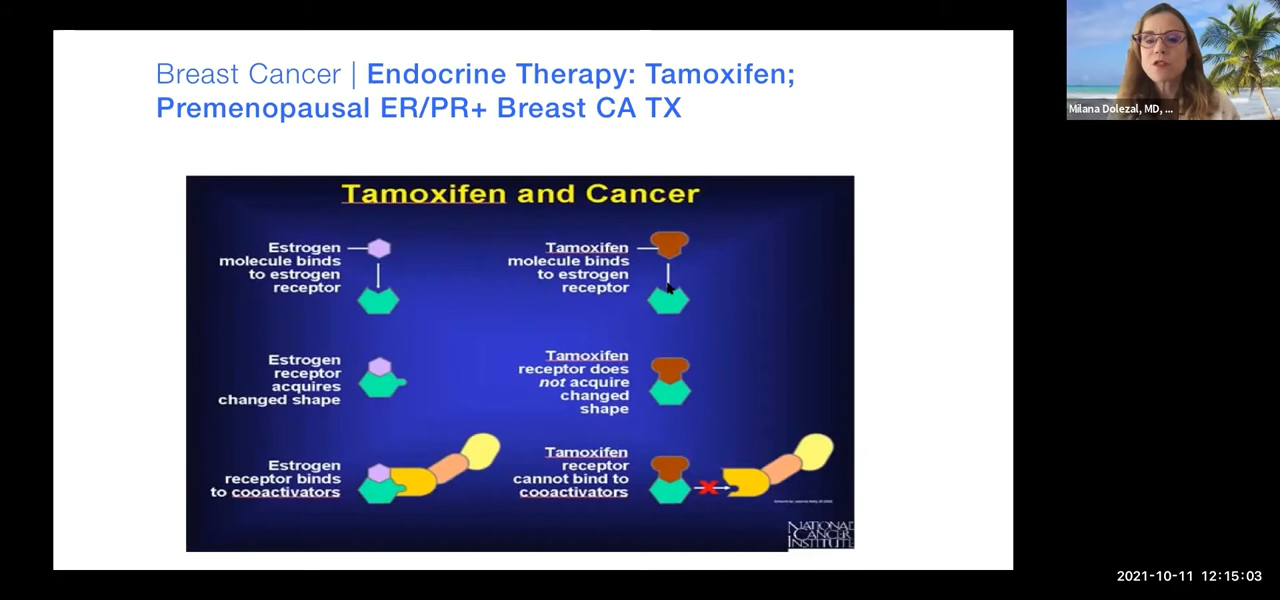 Breast Cancer | Endocrine Therapy: Tamoxifen;
Premenopausal ER/PR+ Breast CA TX
Tamoxifen and Cancer
Estrogen
molecule binds
to estrogen
receptor
Tamoxifen
molecule binds
to estrogen
receptor
Estrogen
receptor
acquires
changed shape
Tamoxifen
receptor does
not acquire
changed
shape
Estrogen
receptor binds
to cooactivators
Tamoxifen
receptor
cannot bind to
cooactivators
NATIONAL
CANCER
INSTITUTE
Milana Dolezal, MD, ...
2021-10-11 12:15:03